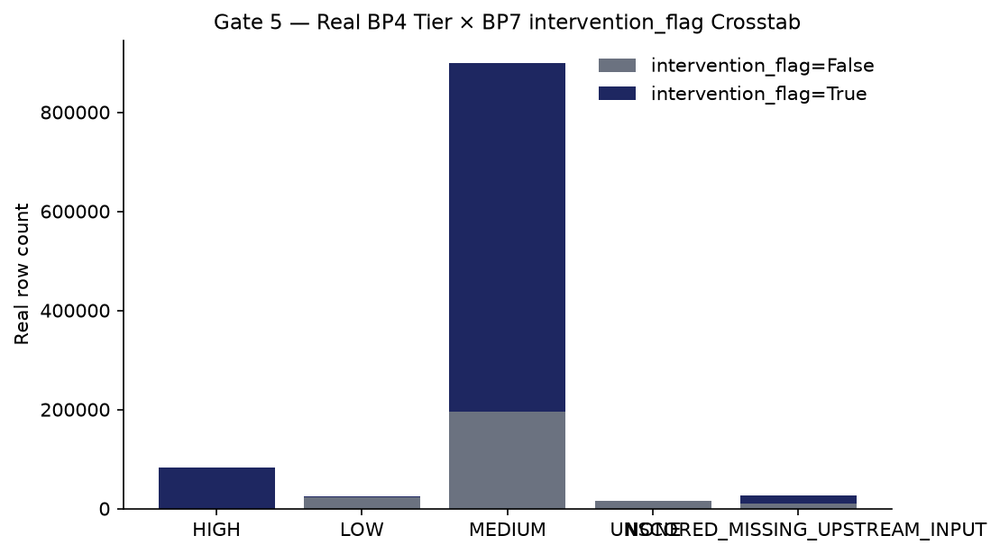 Gate 5 — Real BP4 Tier × BP7 intervention_flag Crosstab
intervention_flag=False
intervention_flag=True
Real row count
800000
600000
400000
200000
0
HIGH
LOW
MEDIUM
NONE
UNSCORED_MISSING_UPSTREAM_INPUT